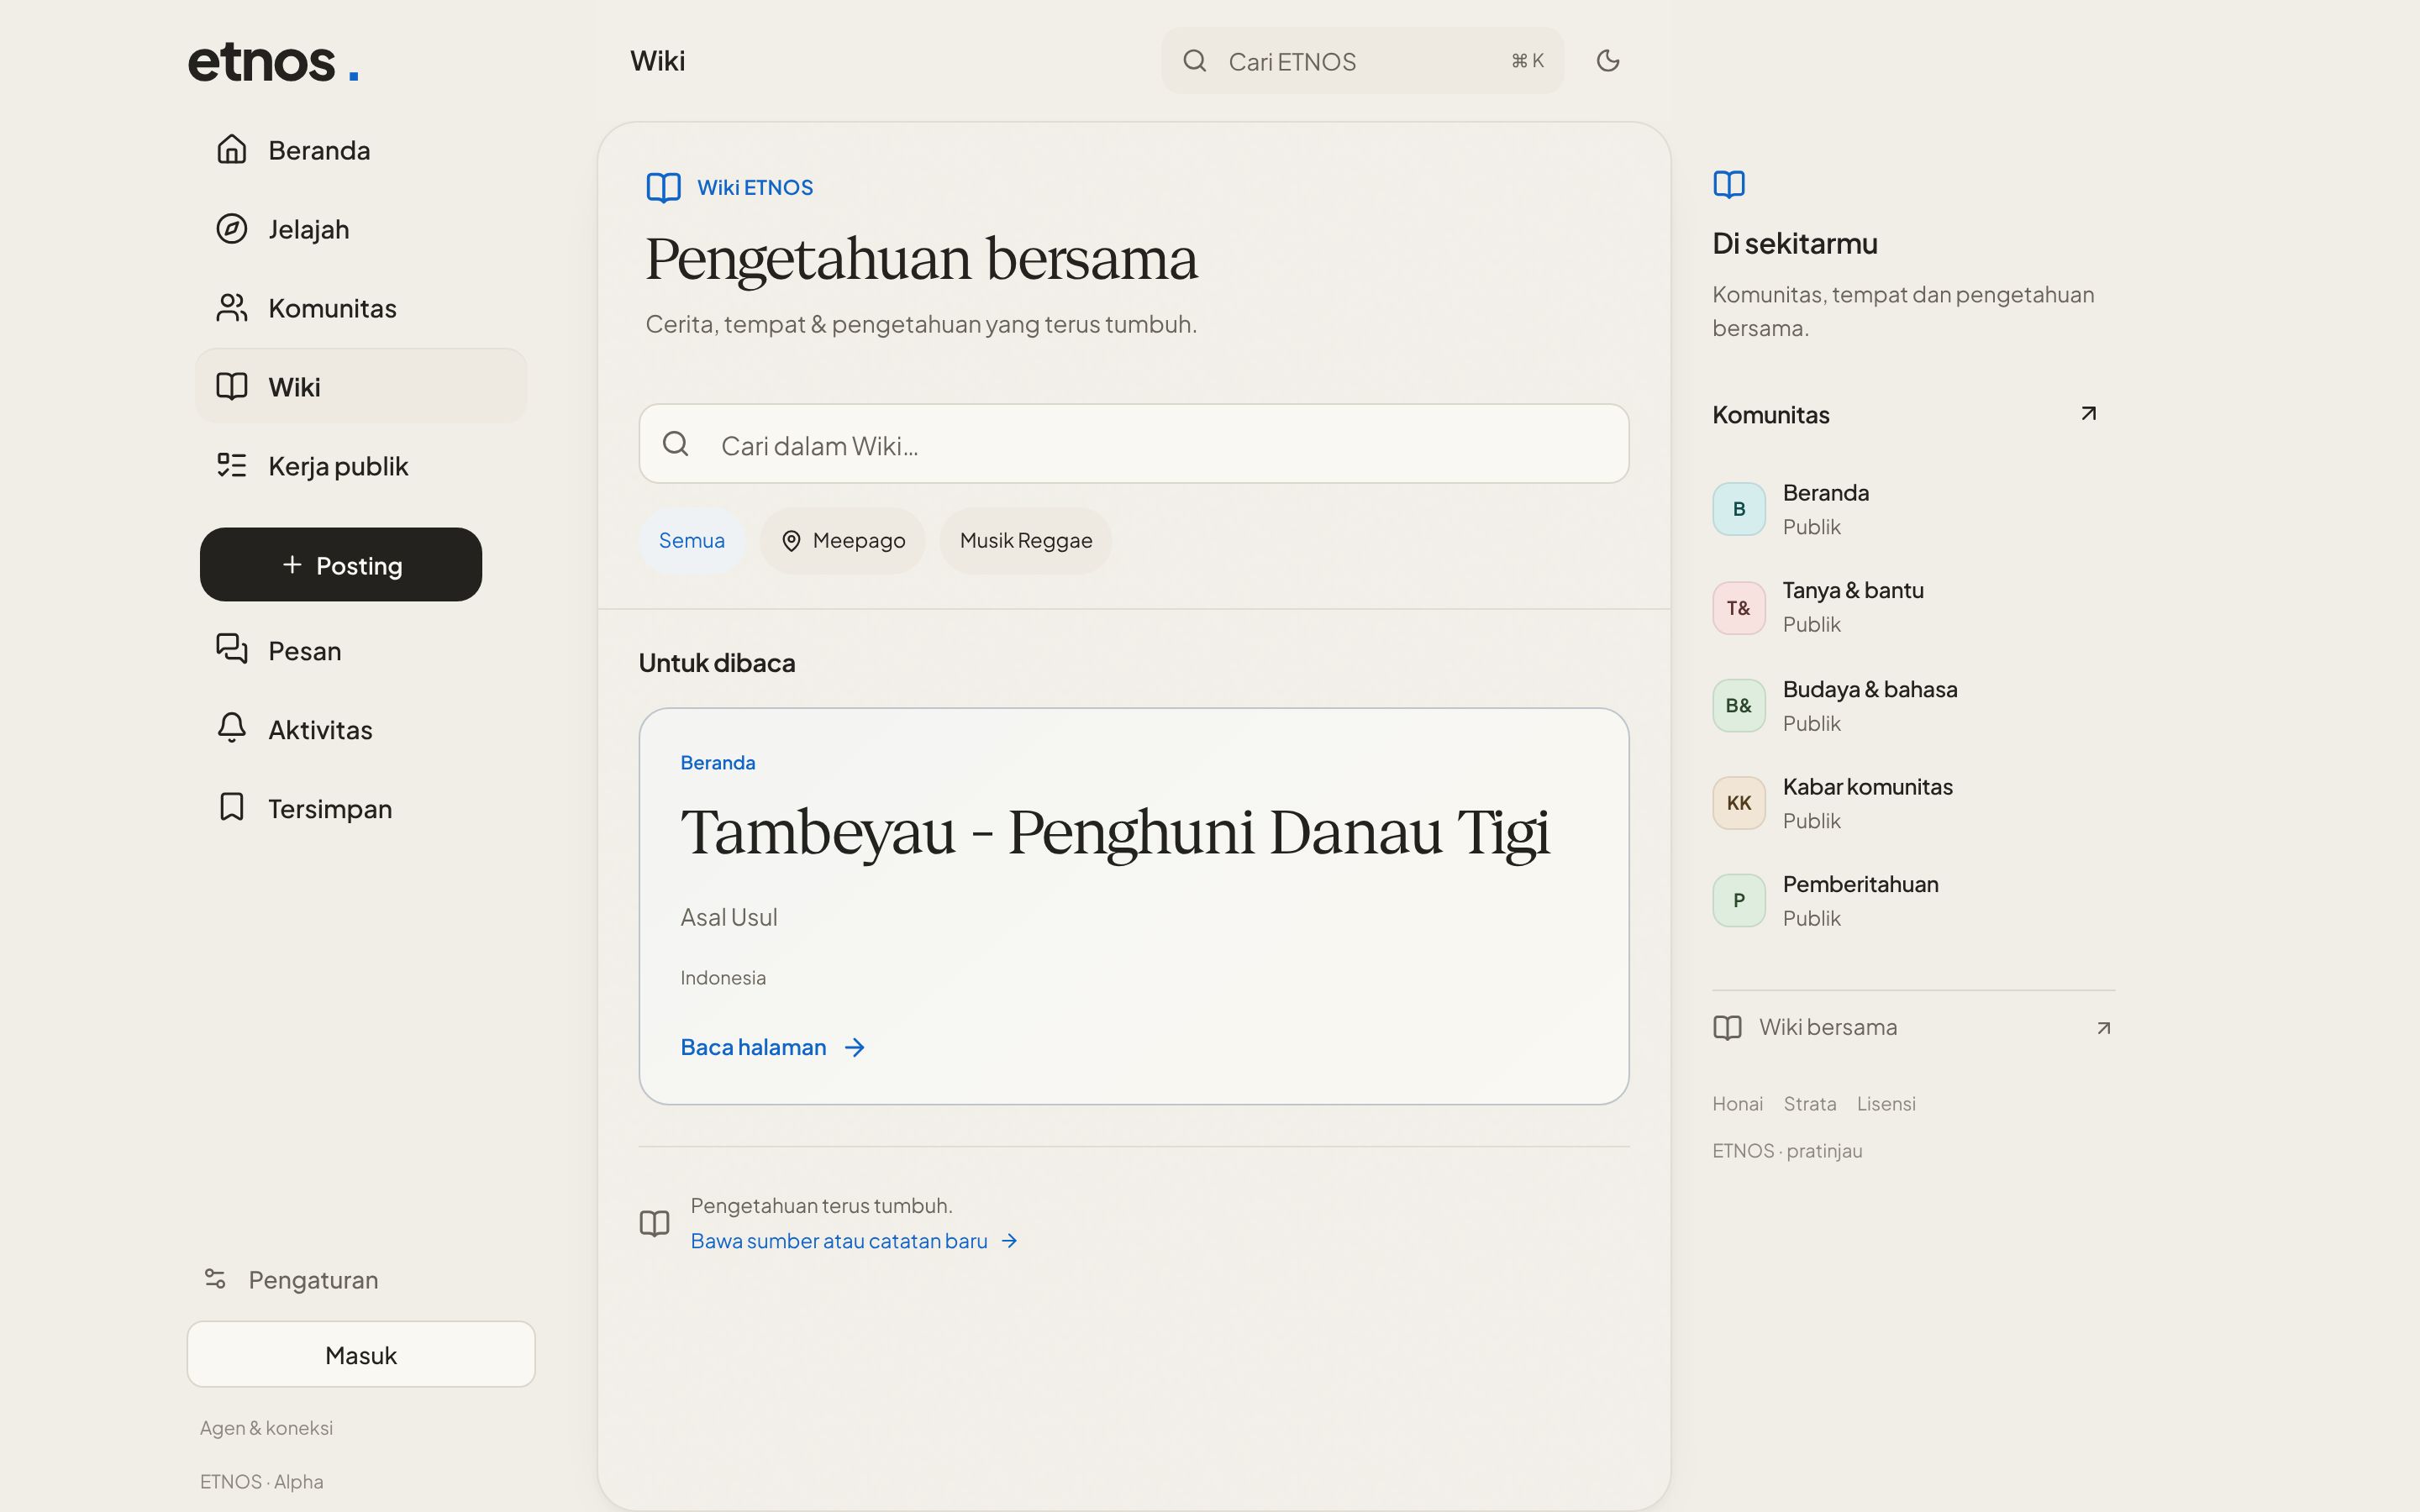 etnos.
Beranda
Jelajah
Komunitas
Wiki
Kerja publik
+ Posting
Pesan
Aktivitas
Tersimpan
Pengaturan
Masuk
Agen & koneksi
ETNOS · Alpha
Wiki
Cari ETNOS ⌘ K
Wiki ETNOS
Pengetahuan bersama
Cerita, tempat & pengetahuan yang terus tumbuh.
Cari dalam Wiki...
Semua Meepago Musik Reggae
Untuk dibaca
Beranda
Tambeyau - Penghuni Danau Tigi
Asal Usul
Indonesia
Baca halaman →
Pengetahuan terus tumbuh.
Bawa sumber atau catatan baru →
Di sekitarmu
Komunitas, tempat dan pengetahuan
bersama.
Komunitas
B Beranda
Publik
T& Tanya & bantu
Publik
B& Budaya & bahasa
Publik
KK Kabar komunitas
Publik
P Pemberitahuan
Publik
Wiki bersama
Honai Strata Lisensi
ETNOS · pratinjau